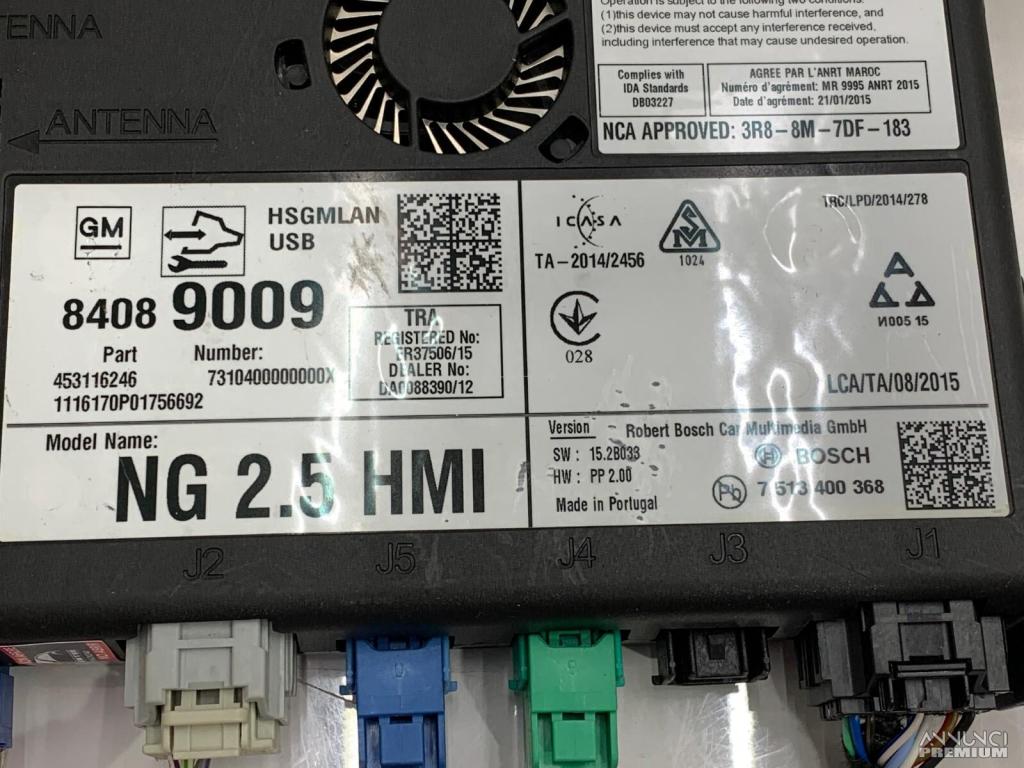 TENNA
ANTENNA
Operation is subject to the following two conditions:
(1)this device may not cause harmful interference, and
(2)this device must accept any interference received,
including interference that may cause undesired operation.
Complies with
IDA Standards
DB03227
AGREE PAR L'ANRT MAROC
Numéro d'agrément: MR 9995 ANRT 2015
Date d'agrément: 21/01/2015
NCA APPROVED: 3R8-8M-7DF-183
GM
HSGMLAN
USB
8408 9009
Part Number:
453116246 7310400000000X
1116170P01756692
TRA
REGISTERED No:
ER37506/15
DEALER No:
DA0088390/12
ICASA
TA-2014/2456
SM
1024
TRC/LPD/2014/278
028
И005 15
LCA/TA/08/2015
Model Name:
NG 2.5 HMI
Version Robert Bosch Car Multimedia GmbH
SW: 15.2B033
HW: PP 2.00
Made in Portugal
BOSCH
Pb 7 513 400 368
J2 J5 J4 J3 J1
ANNUNCI
PREMIUM